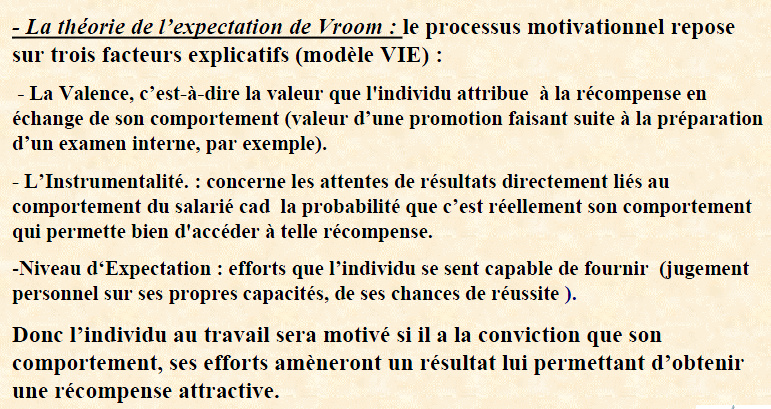 - La théorie de l’expectation de Vroom : le processus motivationnel repose
sur trois facteurs explicatifs (modèle VIE) :
- La Valence, c’est-à-dire la valeur que l'individu attribue à la récompense en
échange de son comportement (valeur d’une promotion faisant suite à la préparation
d’un examen interne, par exemple).
- L’Instrumentalité. : concerne les attentes de résultats directement liés au
comportement du salarié cad la probabilité que c’est réellement son comportement
qui permette bien d'accéder à telle récompense.
-Niveau d‘Expectation : efforts que l’individu se sent capable de fournir (jugement
personnel sur ses propres capacités, de ses chances de réussite ).
Donc l’individu au travail sera motivé si il a la conviction que son
comportement, ses efforts amèneront un résultat lui permettant d’obtenir
une récompense attractive.